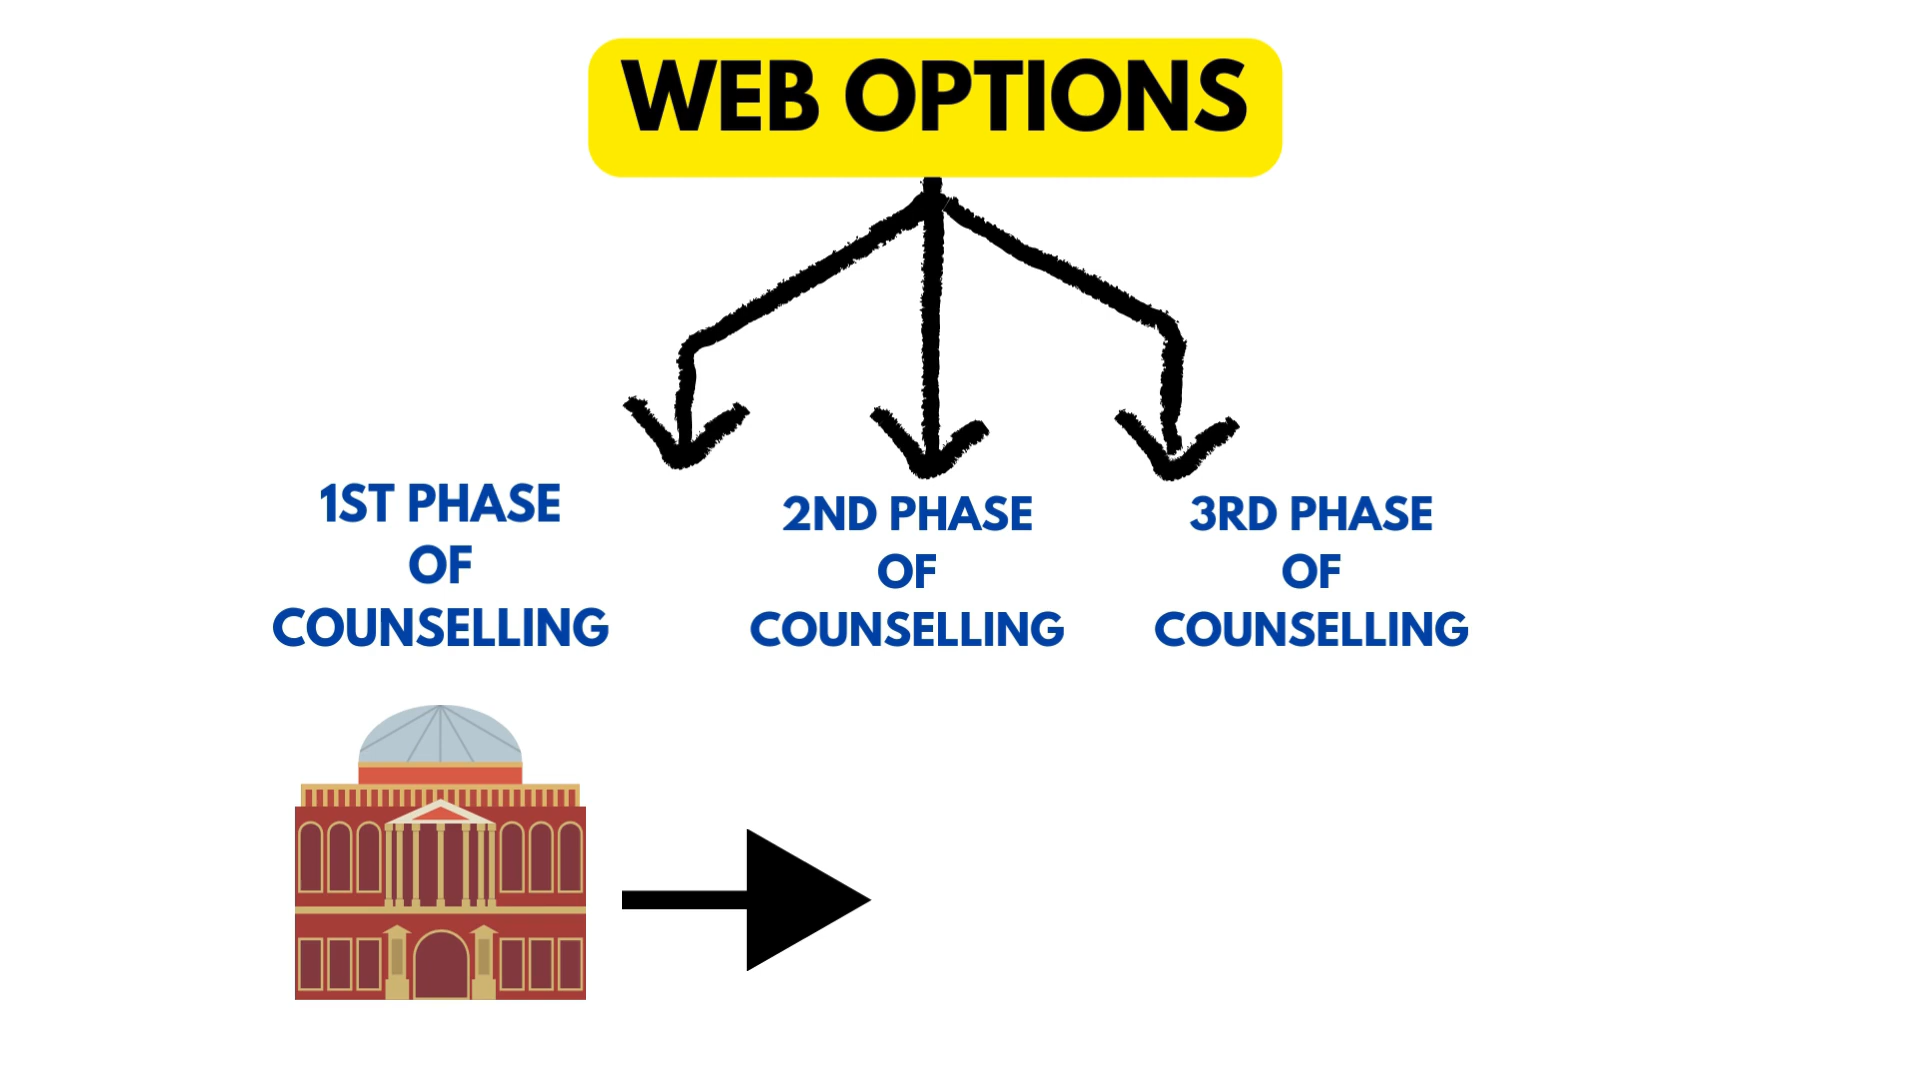 WEB OPTIONS
1ST PHASE
OF
COUNSELLING
2ND PHASE
OF
COUNSELLING
3RD PHASE
OF
COUNSELLING